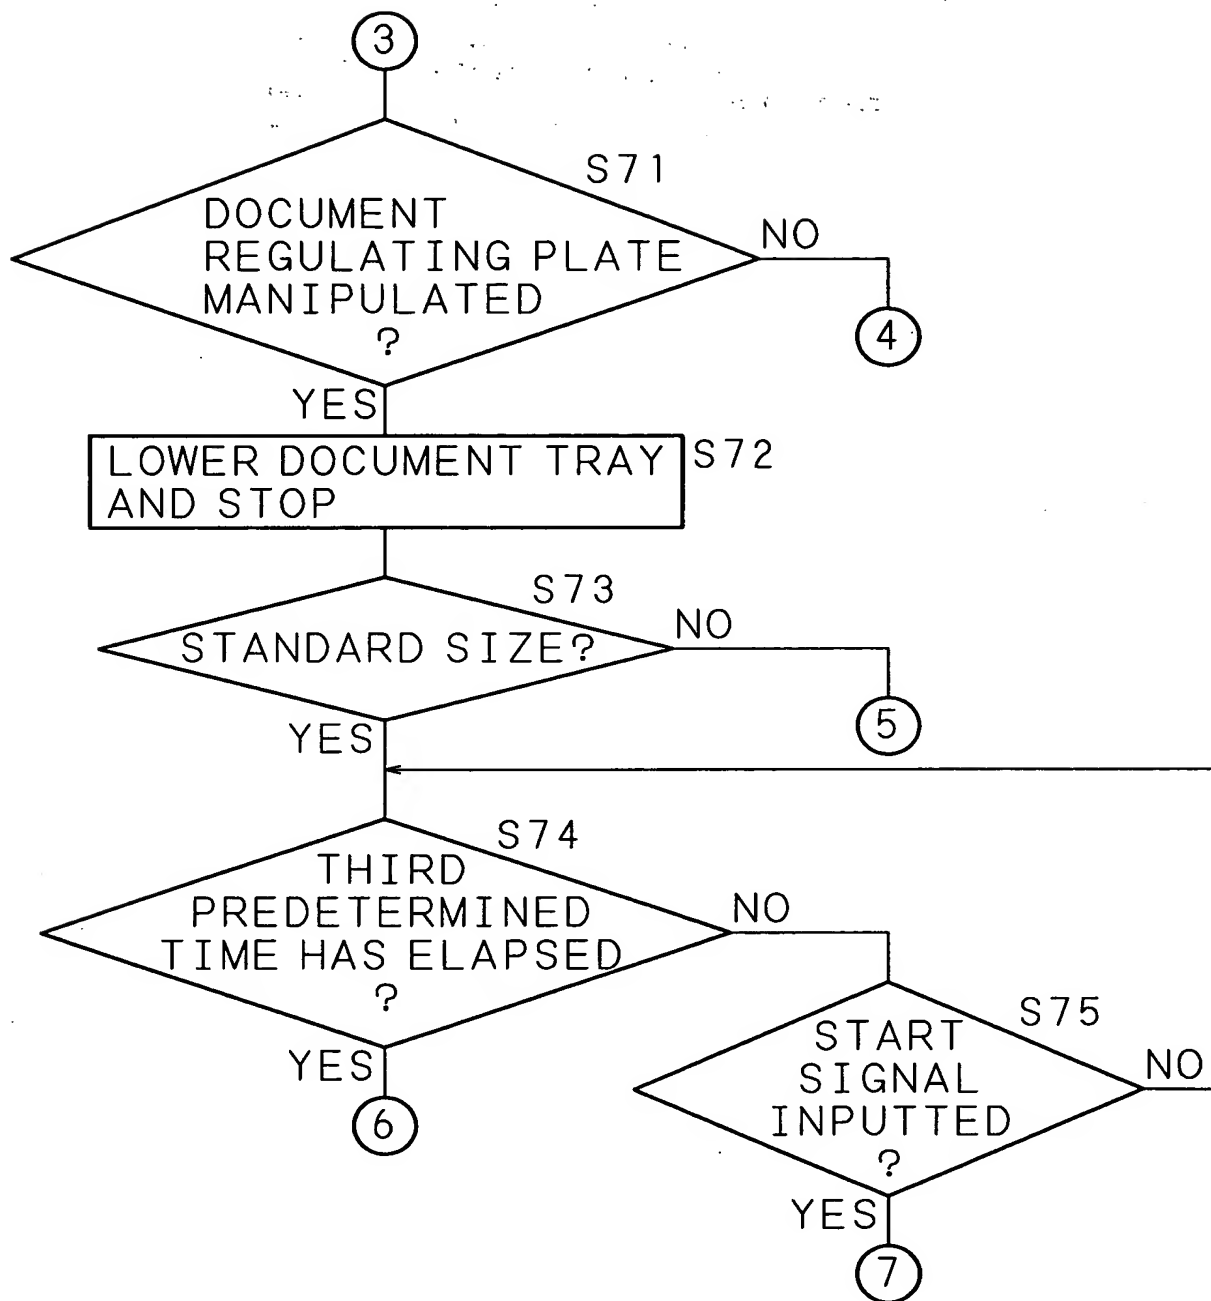 3
S71
DOCUMENT
REGULATING PLATE
MANIPULATED
?
NO
4
YES
LOWER DOCUMENT TRAY
AND STOP
S72
S73
STANDARD SIZE?
NO
5
YES
S74
THIRD
PREDETERMINED
TIME HAS ELAPSED
?
NO
YES
6
S75
START
SIGNAL
INPUTTED
?
NO
YES
7